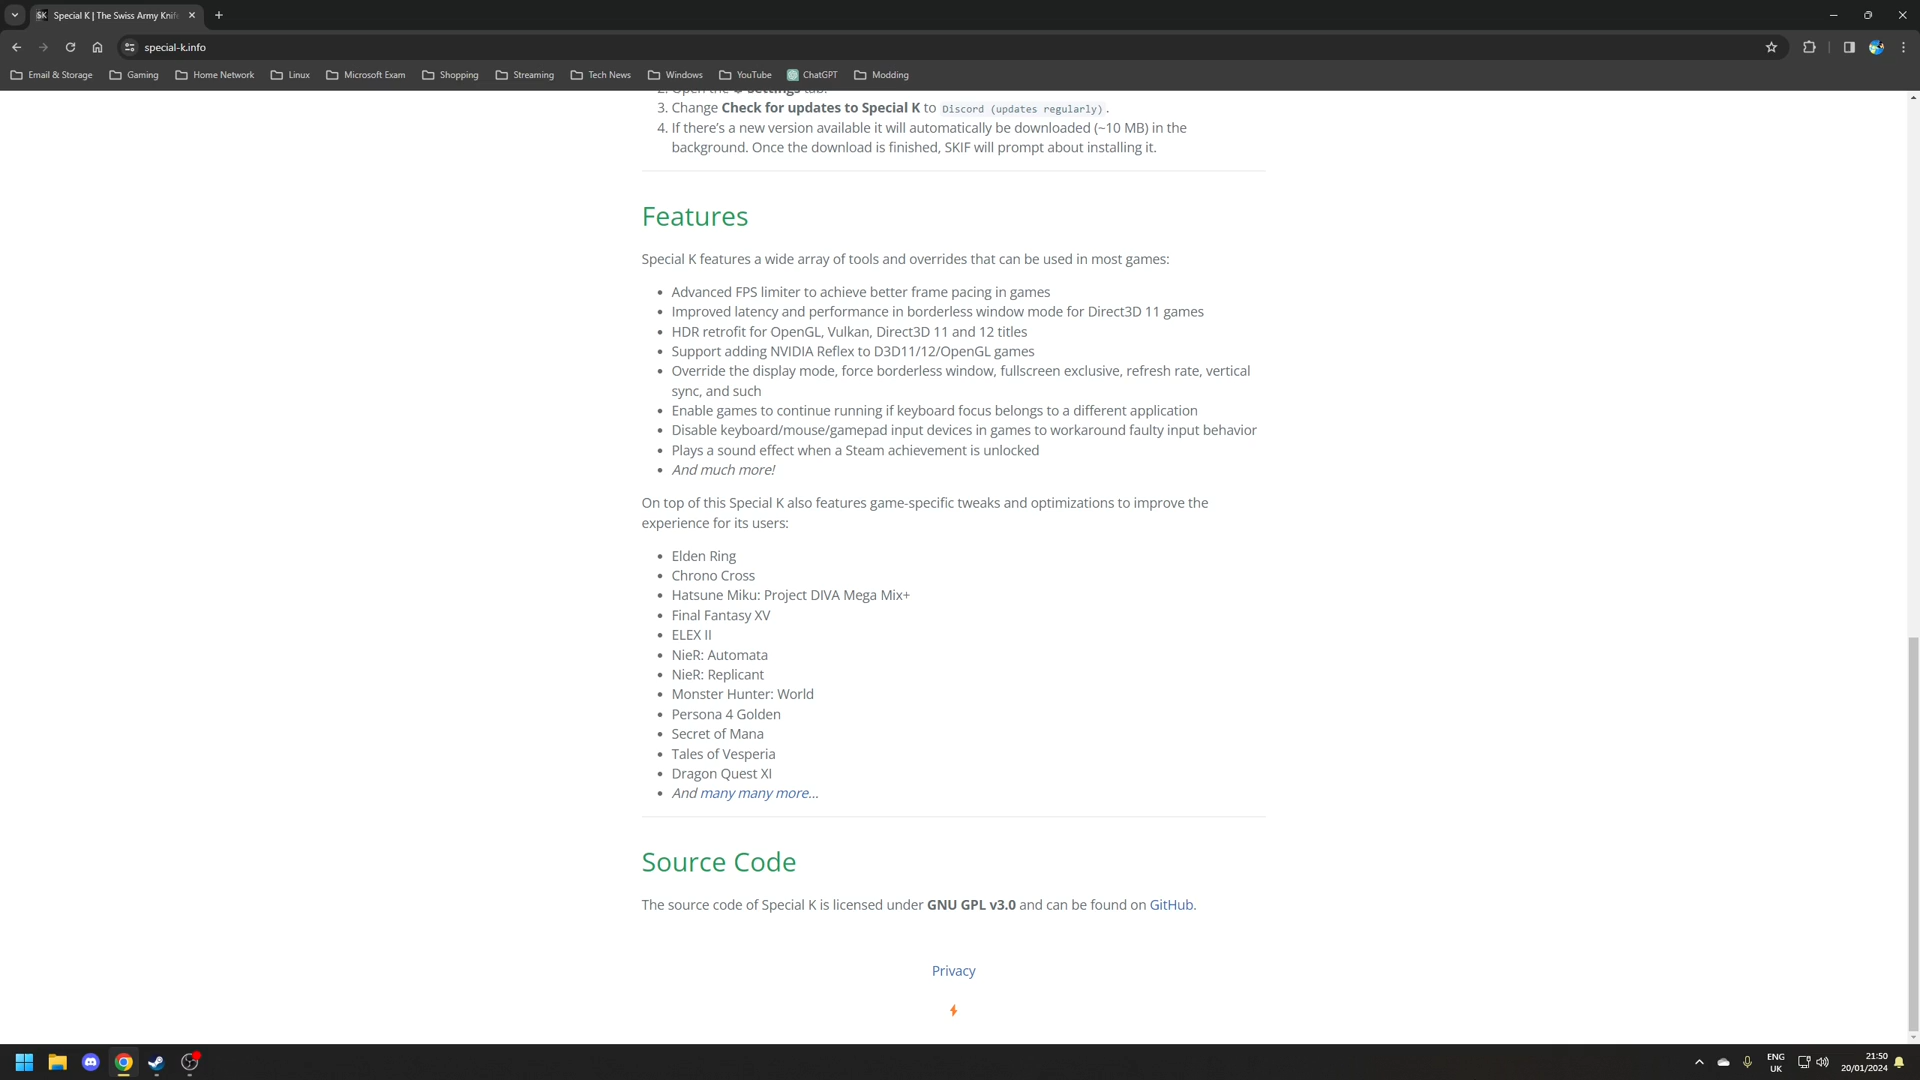 Special K | The Swiss Army Knife
special-k.info
Email & Storage Gaming Home Network Linux Microsoft Exam Shopping Streaming Tech News Windows YouTube ChatGPT Modding
2. Open the Settings tab.
3. Change Check for updates to Special K to Discord (updates regularly).
4. If there's a new version available it will automatically be downloaded (~10 MB) in the
background. Once the download is finished, SKIF will prompt about installing it.
Features
Special K features a wide array of tools and overrides that can be used in most games:
• Advanced FPS limiter to achieve better frame pacing in games
• Improved latency and performance in borderless window mode for Direct3D 11 games
• HDR retrofit for OpenGL, Vulkan, Direct3D 11 and 12 titles
• Support adding NVIDIA Reflex to D3D11/12/OpenGL games
• Override the display mode, force borderless window, fullscreen exclusive, refresh rate, vertical
sync, and such
• Enable games to continue running if keyboard focus belongs to a different application
• Disable keyboard/mouse/gamepad input devices in games to workaround faulty input behavior
• Plays a sound effect when a Steam achievement is unlocked
• And much more!
On top of this Special K also features game-specific tweaks and optimizations to improve the
experience for its users:
• Elden Ring
• Chrono Cross
• Hatsune Miku: Project DIVA Mega Mix+
• Final Fantasy XV
• ELEX II
• NieR: Automata
• NieR: Replicant
• Monster Hunter: World
• Persona 4 Golden
• Secret of Mana
• Tales of Vesperia
• Dragon Quest XI
• And many many more...
Source Code
The source code of Special K is licensed under GNU GPL v3.0 and can be found on GitHub.
Privacy
ENG
UK
21:50
20/01/2024